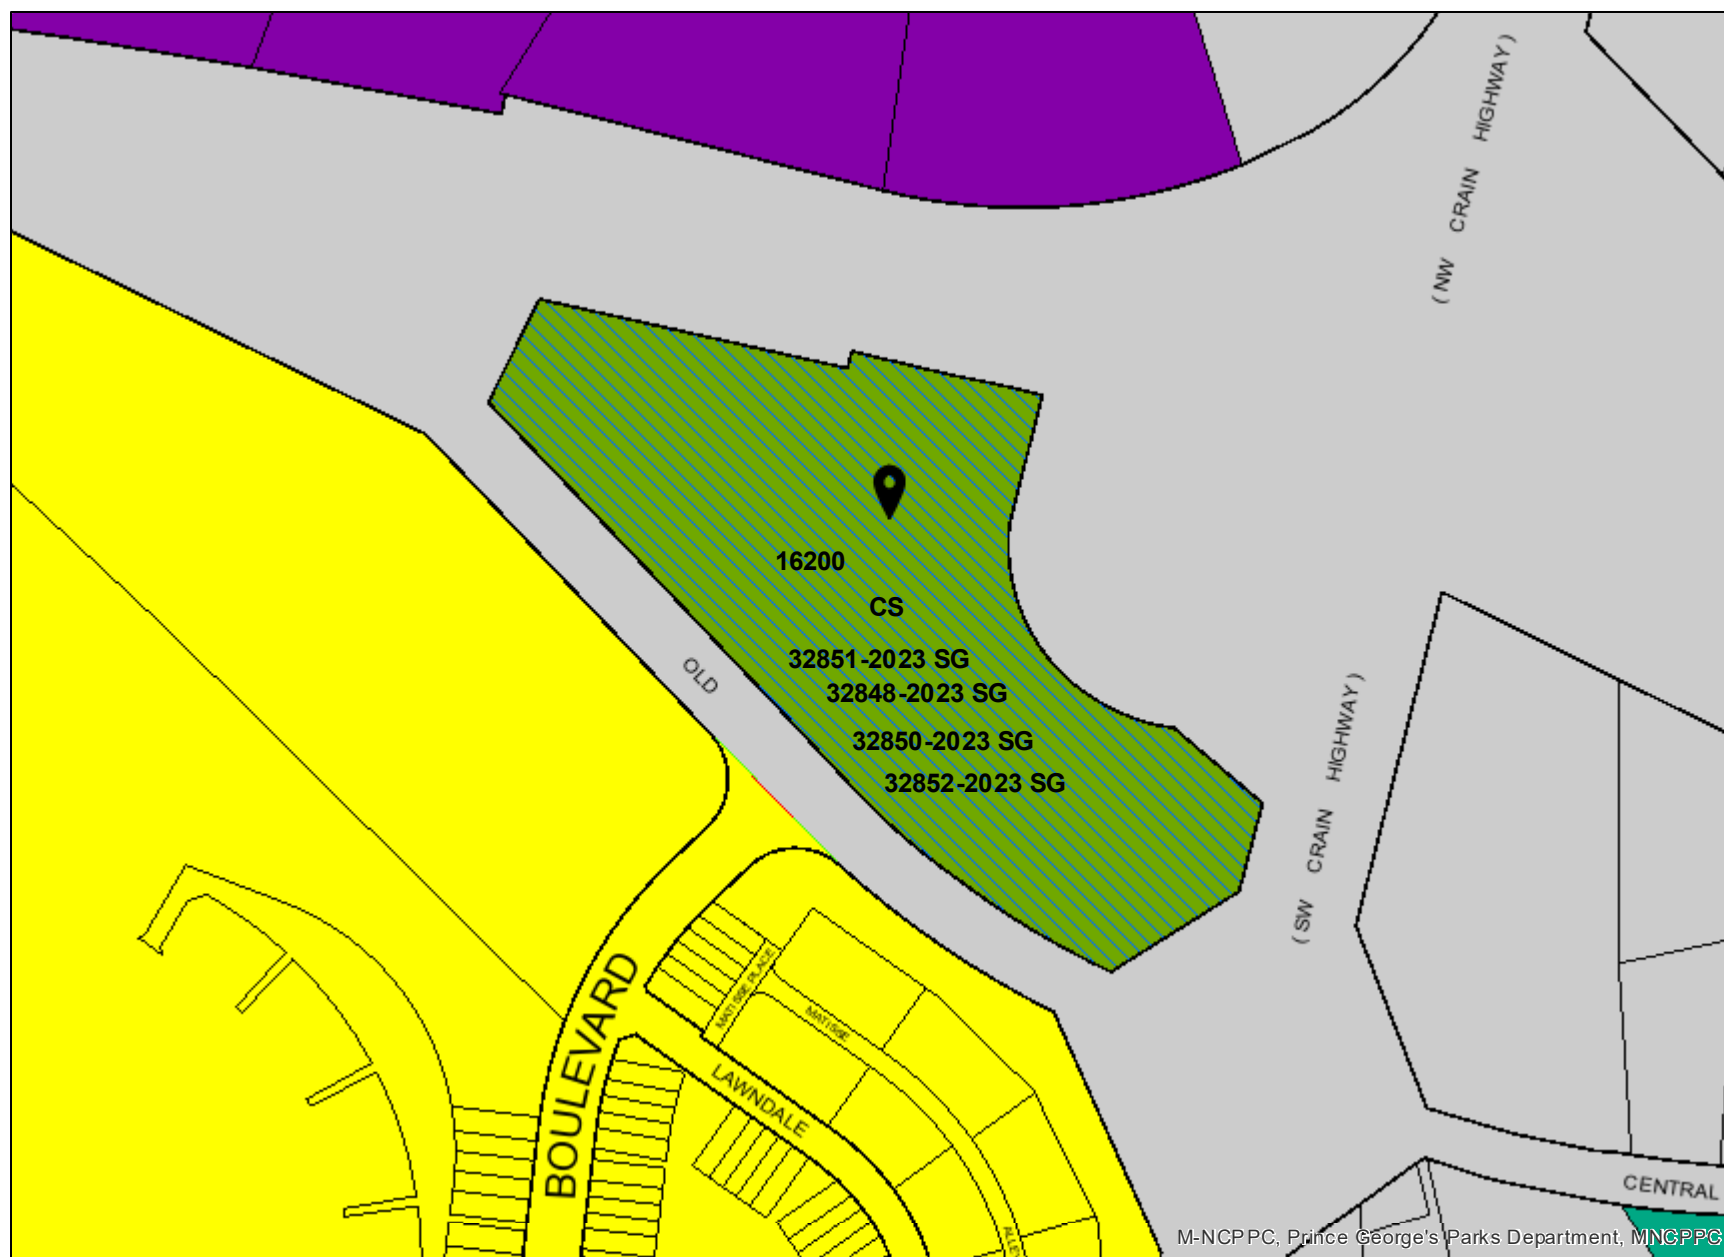 ( NW CRAIN HIGHWAY )
16200
CS
32851-2023 SG
OLD
32848-2023 SG
32850-2023 SG
32852-2023 SG
( SW CRAIN HIGHWAY )
BOULEVARD
MATISSE PLACE
MATISSE
LAWNDALE
CENTRAL
ALLEY
M-NCPPC, Prince George's Parks Department, MNCPPC